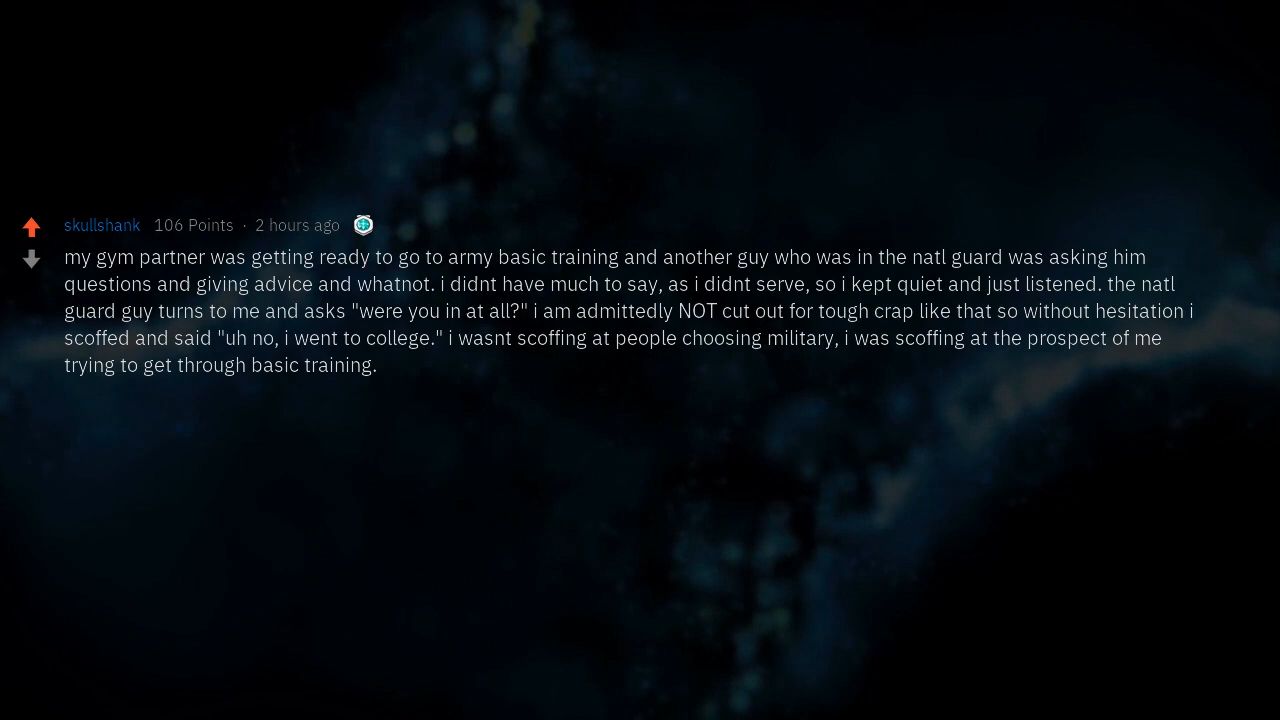 skullshank 106 Points · 2 hours ago
my gym partner was getting ready to go to army basic training and another guy who was in the natl guard was asking him
questions and giving advice and whatnot. i didnt have much to say, as i didnt serve, so i kept quiet and just listened. the natl
guard guy turns to me and asks "were you in at all?" i am admittedly NOT cut out for tough crap like that so without hesitation i
scoffed and said "uh no, i went to college." i wasnt scoffing at people choosing military, i was scoffing at the prospect of me
trying to get through basic training.